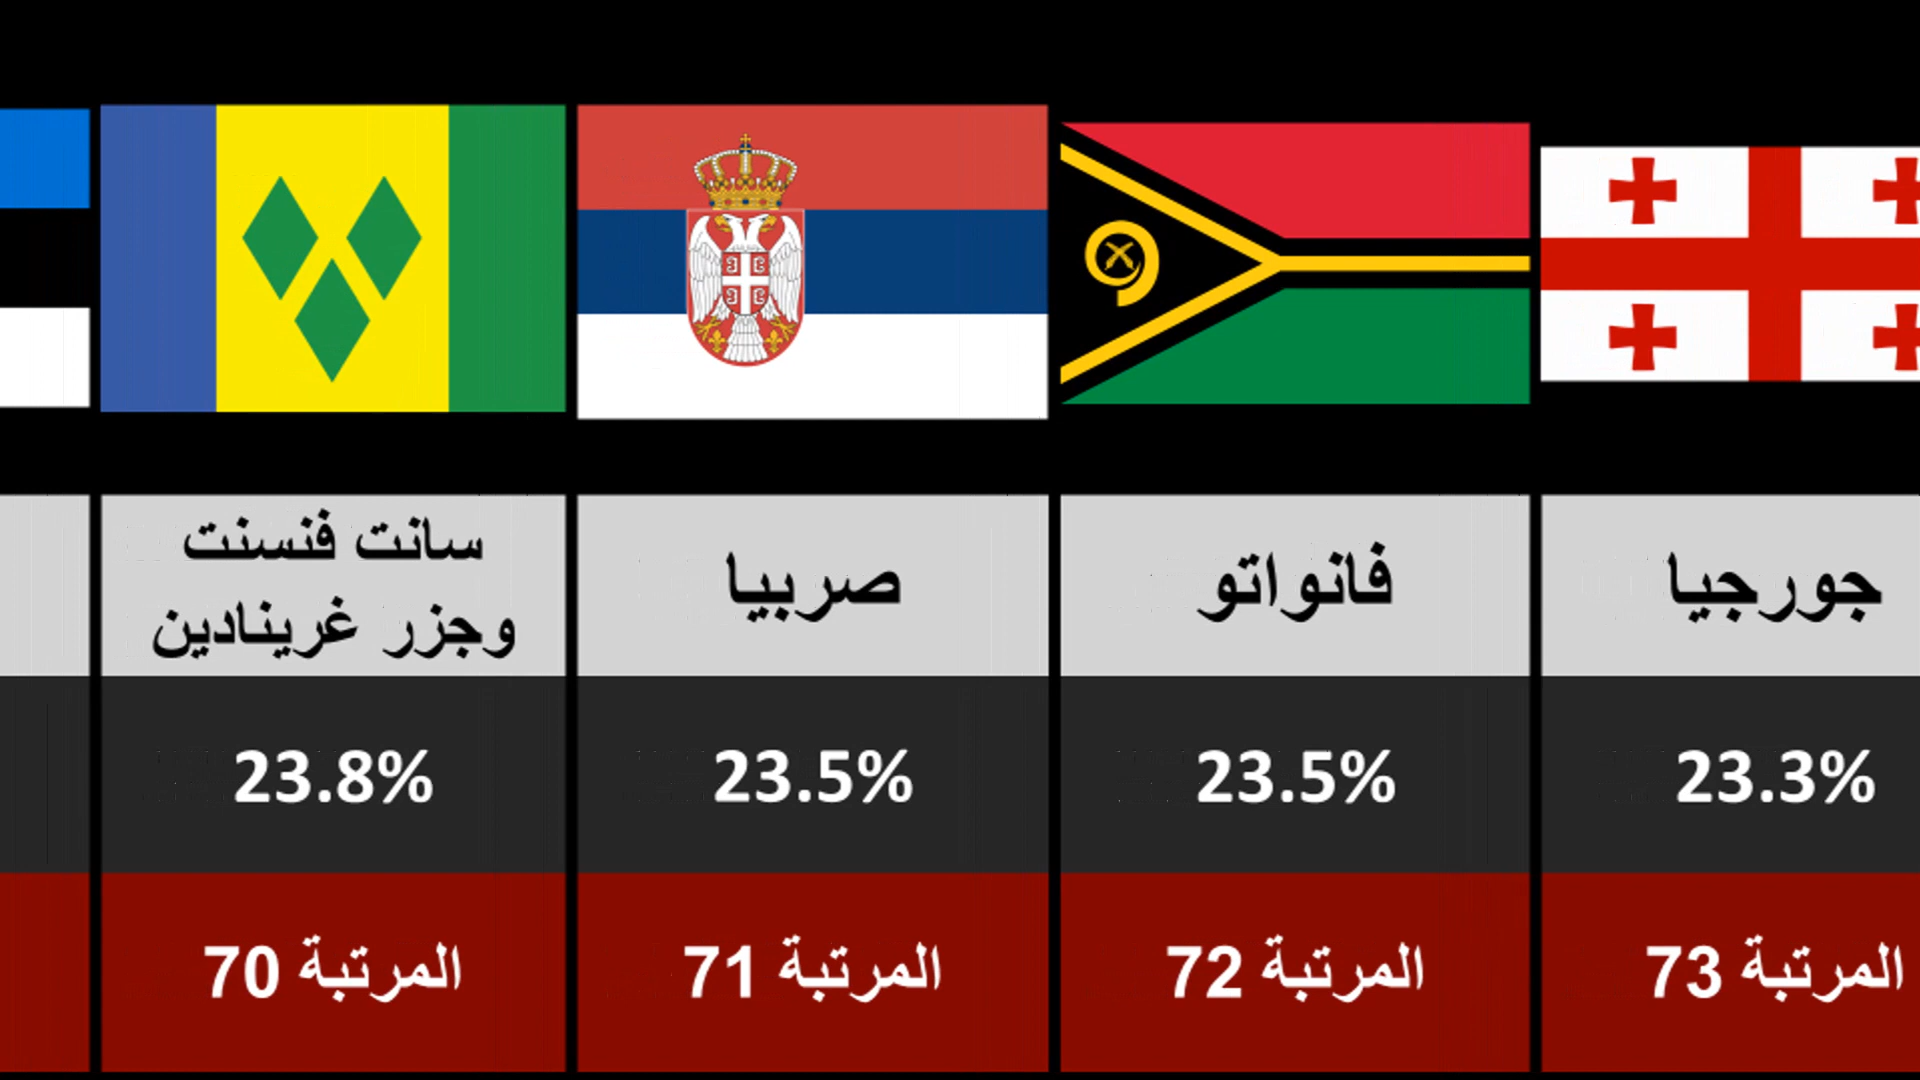 سانت فنسنت
وجزر غرينادين
صربيا
فانواتو
جورجيا
23.8%
23.5%
23.5%
23.3%
المرتبة 70
المرتبة 71
المرتبة 72
المرتبة 73